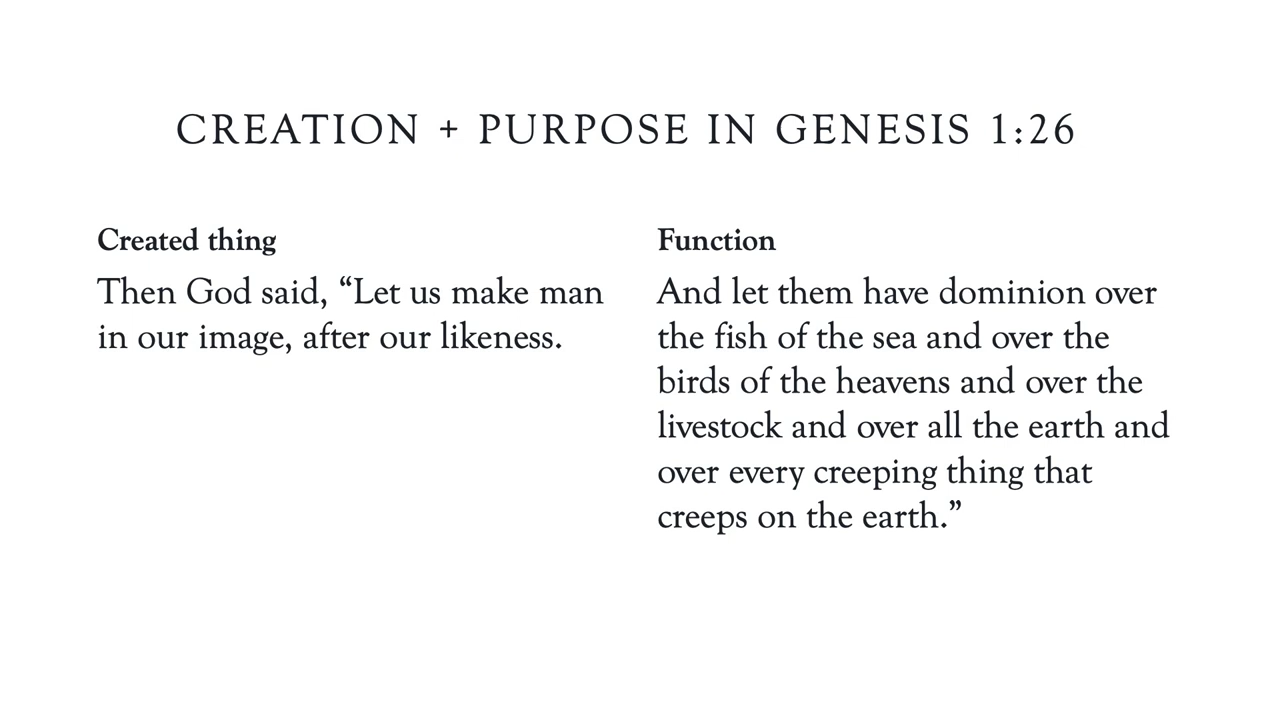 CREATION + PURPOSE IN GENESIS 1:26
Created thing
Then God said, “Let us make man
in our image, after our likeness.
Function
And let them have dominion over
the fish of the sea and over the
birds of the heavens and over the
livestock and over all the earth and
over every creeping thing that
creeps on the earth.”